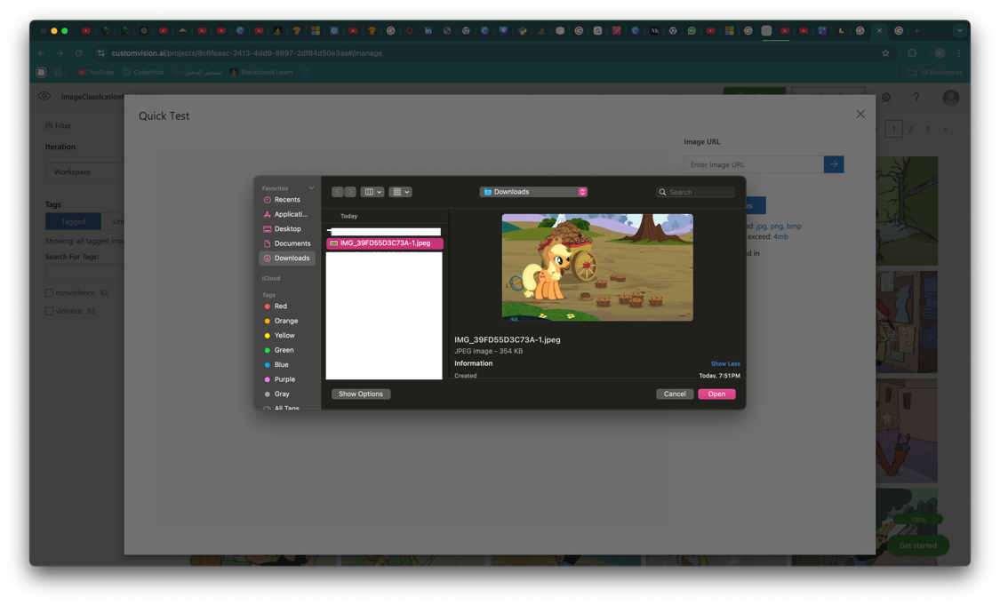 customvision.ai/projects/8c6feaac-2413-4dd9-8897-2df84d50e3aa#/manage
YouTube
CyberHub
تسجيل الدخول
Blackboard Learn
All Bookmarks
imageClassfcation
Quick Test
Filter
Iteration
Workspace
Tags
Tagged
Showing: all tagged
Search For Tags:
nonviolence 82
violence 83
Image URL
Enter Image URL
1 2 3
jpg, png, bmp
exceed: 4mb
Get started
100%
Favorites
Recents
Applicati...
Desktop
Documents
Downloads
iCloud
Tags
Red
Orange
Yellow
Green
Blue
Purple
Gray
All Tags
Downloads
Search
Today
IMG_39FD55D3C73A-1.jpeg
IMG_39FD55D3C73A-1.jpeg
JPEG image - 354 KB
Information
Show Less
Created
Today, 7:51 PM
Show Options
Cancel
Open